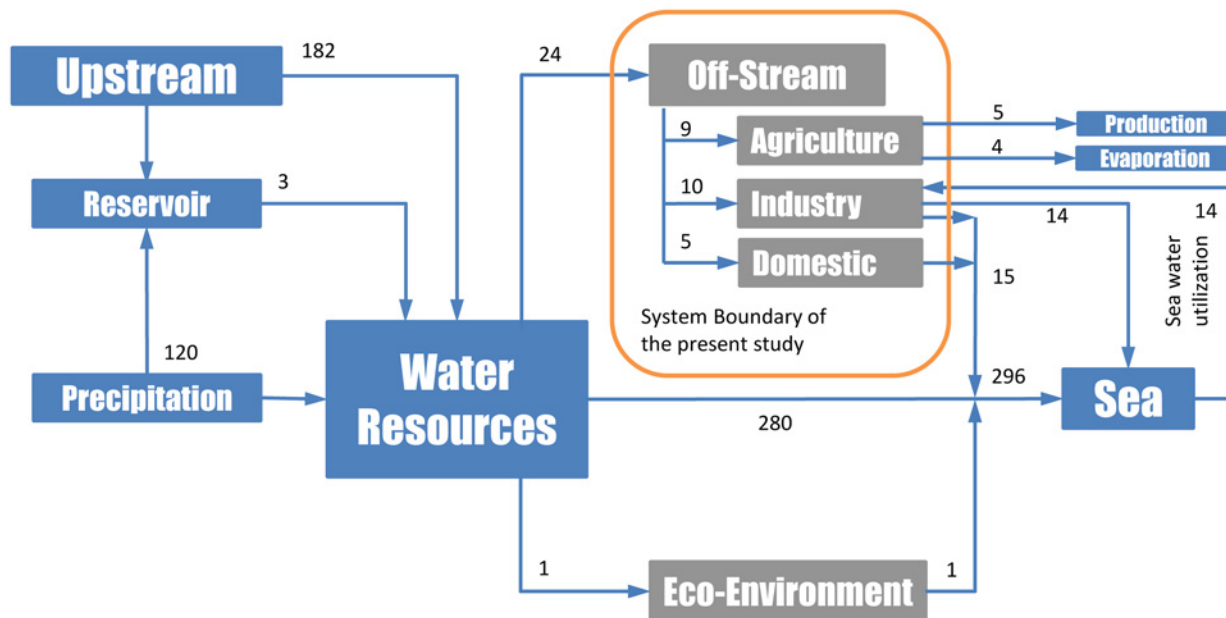 182
24
Upstream
Off-Stream
9
Agriculture
5
Production
4
Evaporation
Reservoir
3
10
Industry
14
14
5
Domestic
15
Sea water
utilization
System Boundary of
the present study
120
Precipitation
Water
Resources
280
296
Sea
1
Eco-Environment
1